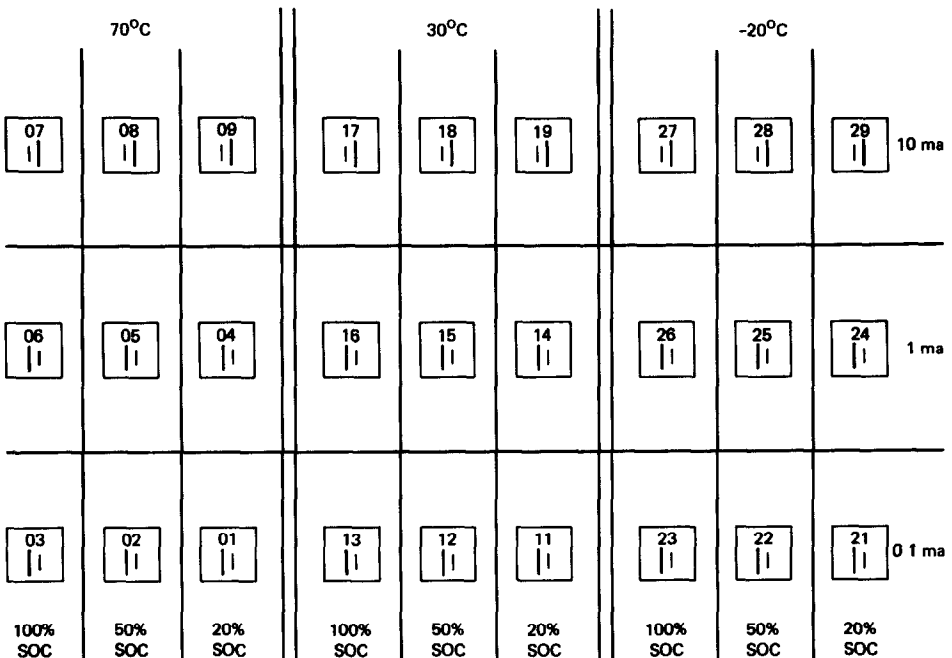 70°C 30°C -20°C
07 08 09 17 18 19 27 28 29 10 ma
06 05 04 16 15 14 26 25 24 1 ma
03 02 01 13 12 11 23 22 21 0 1 ma
100% 50% 20% 100% 50% 20% 100% 50% 20%
SOC SOC SOC SOC SOC SOC SOC SOC SOC